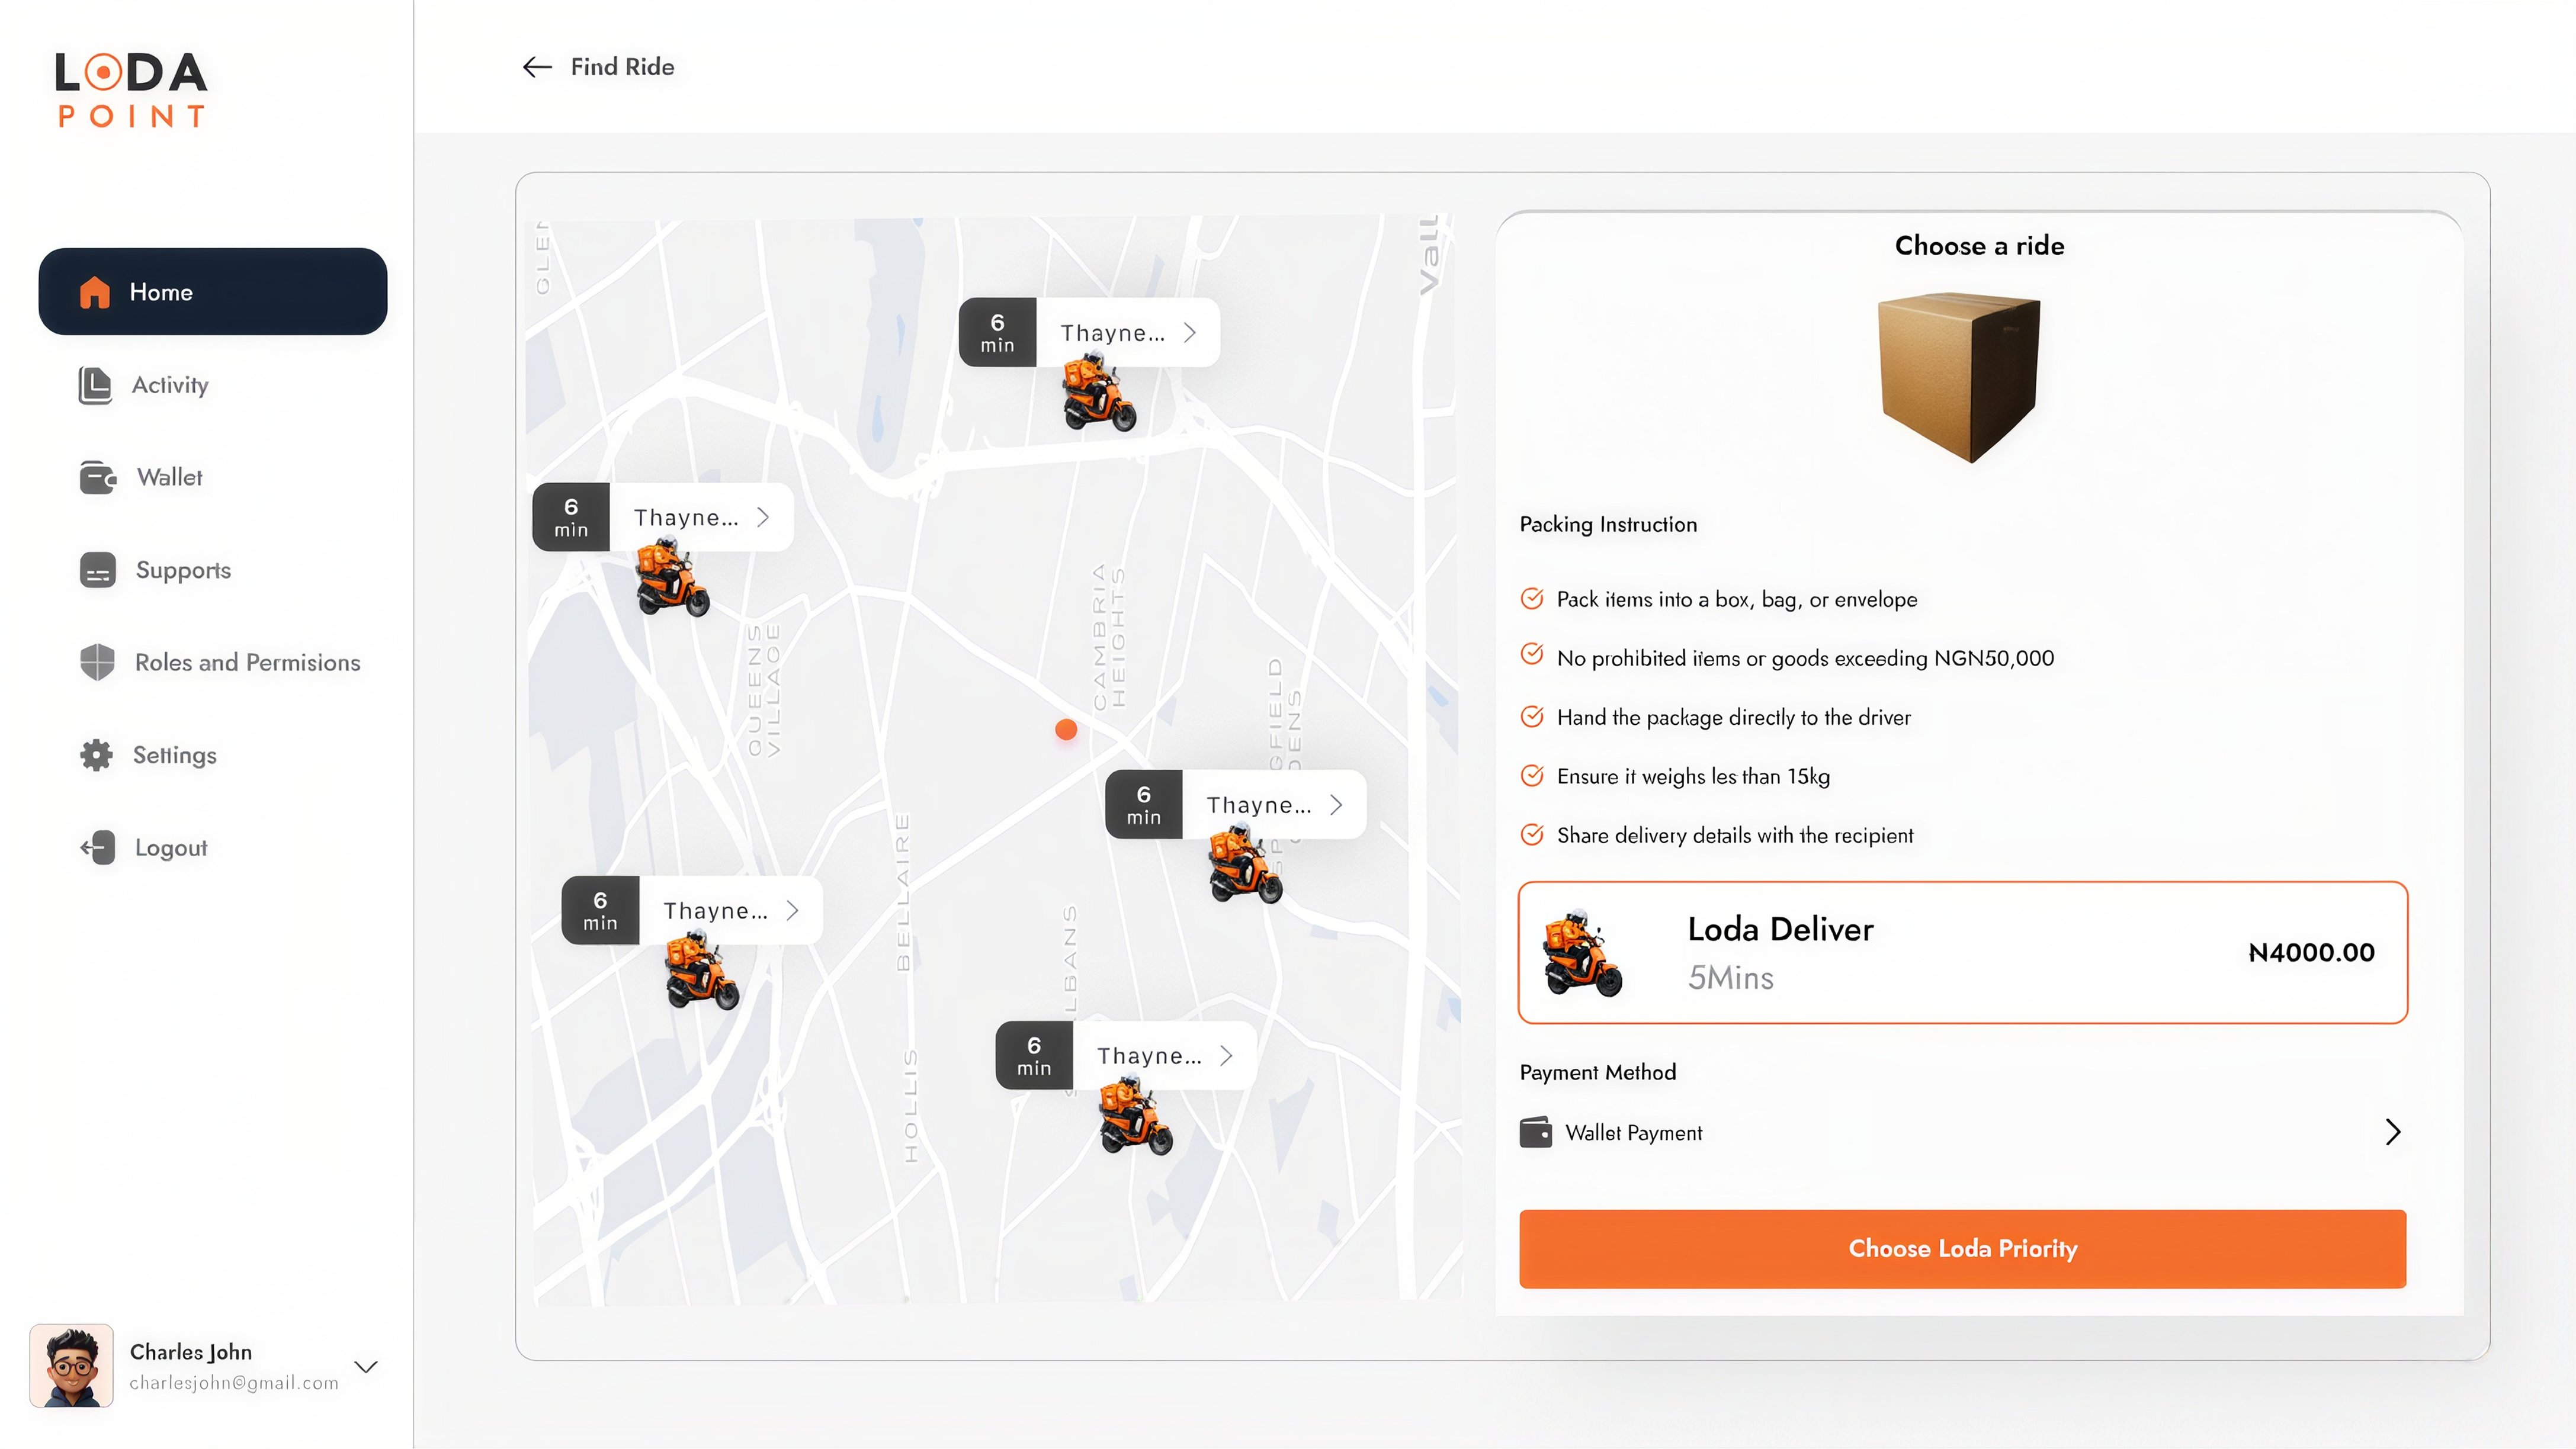 LODA
POINT
Home
Activity
Wallet
Supports
Roles and Permisions
Settings
Logout
Charles John
charlesjohn@gmail.com
Find Ride
GLEN
Vall
6
min
Thayne...
6
min
Thayne...
CAMBRIA
HEIGHTS
QUEENS
VILLAGE
6
min
Thayne...
6
min
Thayne...
BELLAIRE
HOLLIS
6
min
Thayne...
Choose a ride
Packing Instruction
Pack items into a box, bag, or envelope
No prohibited items or goods exceeding NGN50,000
Hand the package directly to the driver
Ensure it weighs less than 15kg
Share delivery details with the recipient
Loda Deliver
5Mins
₦4000.00
Payment Method
Wallet Payment
Choose Loda Priority